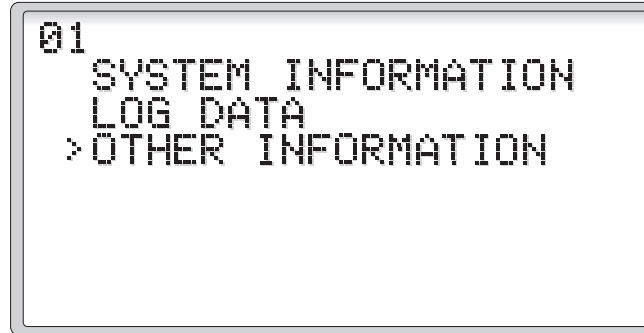 01
SYSTEM INFORMATION
LOG DATA
>OTHER INFORMATION